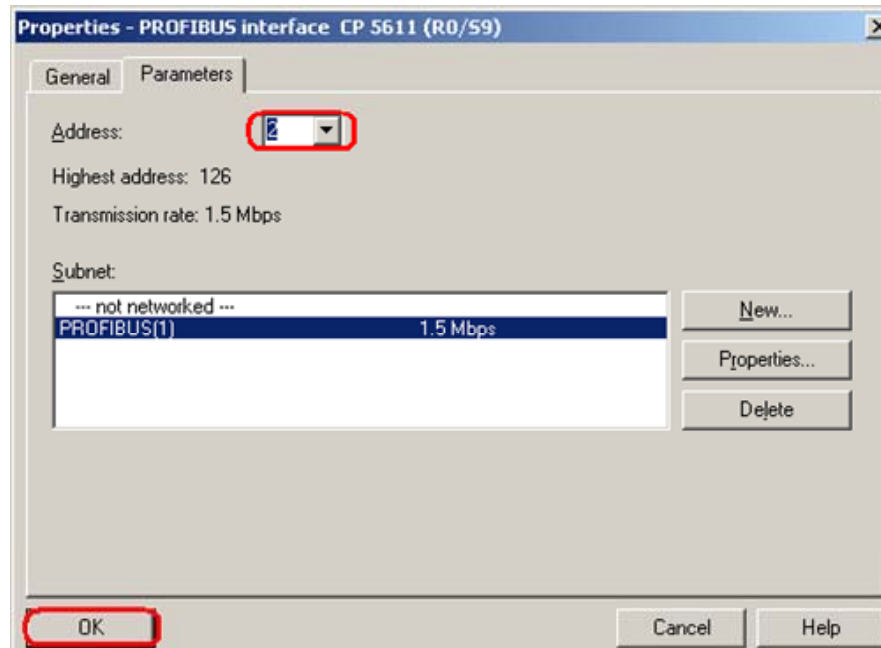 Properties - PROFIBUS interface CP 5611 (R0/S9)
General Parameters
Address: 2
Highest address: 126
Transmission rate: 1.5 Mbps
Subnet:
--- not networked ---
New...
PROFIBUS(1) 1.5 Mbps
Properties...
Delete
OK Cancel Help